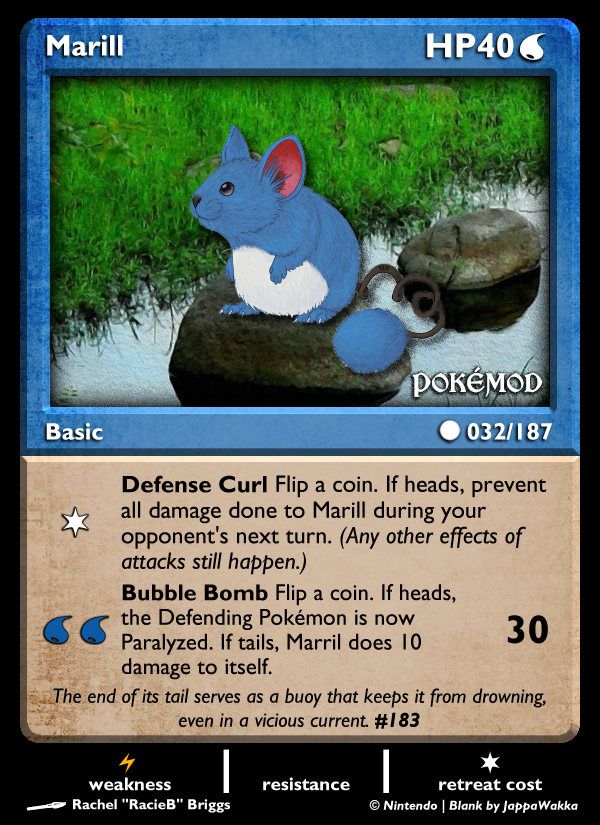 Marill
HP40
POKÉMOD
Basic
032/187
Defense Curl Flip a coin. If heads, prevent
all damage done to Marill during your
opponent's next turn. (Any other effects of
attacks still happen.)
Bubble Bomb Flip a coin. If heads,
the Defending Pokémon is now
Paralyzed. If tails, Marril does 10
damage to itself.
30
The end of its tail serves as a buoy that keeps it from drowning,
even in a vicious current. #183
weakness
resistance
retreat cost
Rachel "RacieB" Briggs
© Nintendo | Blank by JappaWakka